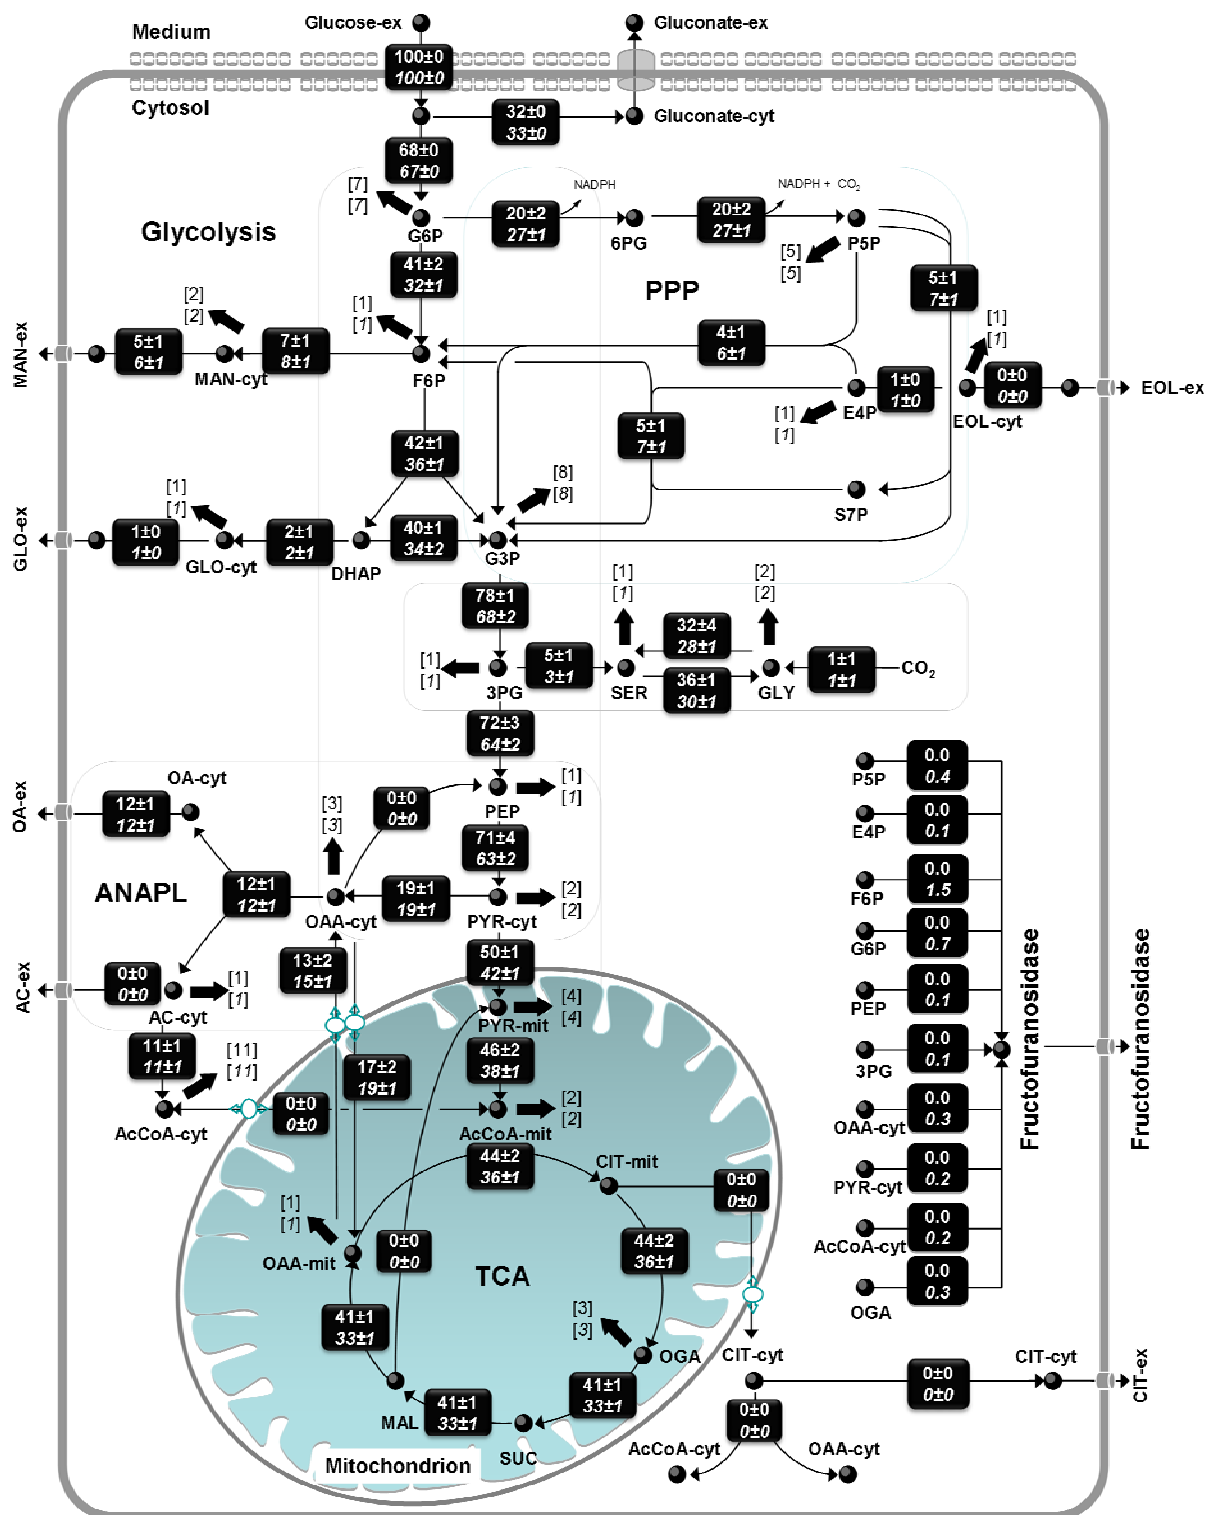 Medium
Glucose-ex
Gluconate-ex
100±0
100±0
Cytosol
32±0
33±0
Gluconate-cyt
68±0
67±0
[7]
[7]
NADPH
NADPH + CO2
Glycolysis
G6P
20±2
27±1
6PG
20±2
27±1
P5P
[5]
[5]
41±2
32±1
PPP
5±1
7±1
[2]
[2]
[1]
[1]
4±1
6±1
[1]
[1]
MAN-ex
5±1
6±1
MAN-cyt
7±1
8±1
F6P
E4P
1±0
1±0
EOL-cyt
0±0
0±0
EOL-ex
[1]
[1]
42±1
36±1
5±1
7±1
[1]
[1]
[8]
[8]
S7P
GLO-ex
1±0
1±0
GLO-cyt
2±1
2±1
DHAP
40±1
34±2
G3P
78±1
68±2
[1]
[1]
[2]
[2]
32±4
28±1
[1]
[1]
3PG
5±1
3±1
SER
36±1
30±1
GLY
1±1
1±1
CO2
72±3
64±2
OA-ex
OA-cyt
12±1
12±1
[3]
[3]
0±0
0±0
PEP
[1]
[1]
71±4
63±2
ANAPL
12±1
12±1
OAA-cyt
19±1
19±1
PYR-cyt
[2]
[2]
AC-ex
0±0
0±0
AC-cyt
[1]
[1]
13±2
15±1
50±1
42±1
PYR-mit
[4]
[4]
11±1
11±1
[11]
[11]
17±2
19±1
46±2
38±1
AcCoA-cyt
0±0
0±0
AcCoA-mit
[2]
[2]
44±2
36±1
CIT-mit
0±0
0±0
[1]
[1]
OAA-mit
0±0
0±0
TCA
44±2
36±1
41±1
33±1
[3]
[3]
OGA
MAL
41±1
33±1
SUC
41±1
33±1
Mitochondrion
P5P
0.0
0.4
E4P
0.0
0.1
F6P
0.0
1.5
G6P
0.0
0.7
PEP
0.0
0.1
3PG
0.0
0.1
OAA-cyt
0.0
0.3
PYR-cyt
0.0
0.2
AcCoA-cyt
0.0
0.2
OGA
0.0
0.3
Fructofuranosidase
Fructofuranosidase
CIT-cyt
0±0
0±0
CIT-cyt
CIT-ex
0±0
0±0
AcCoA-cyt
OAA-cyt